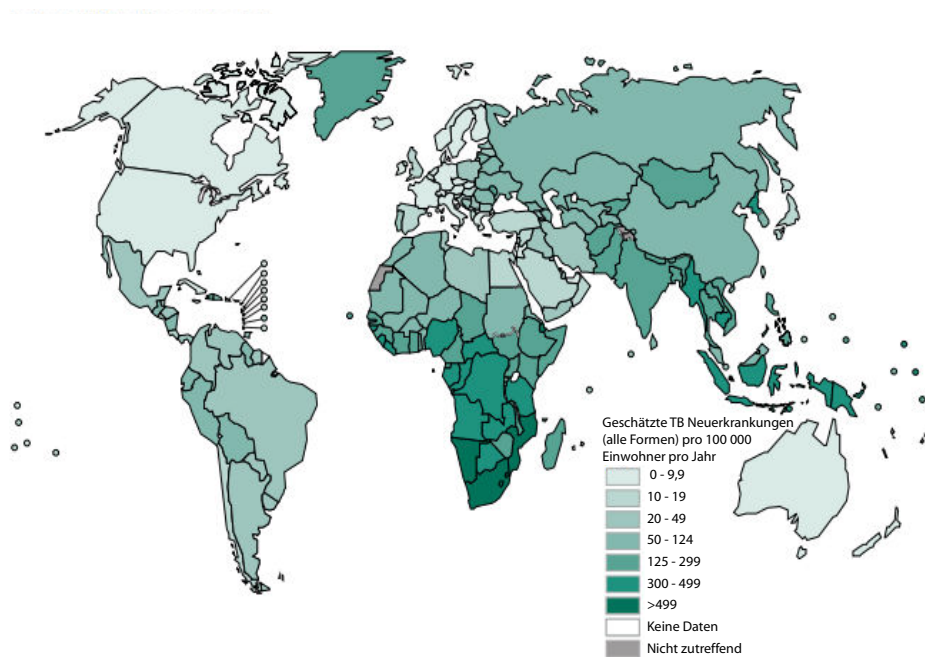 Geschätzte TB Neuerkrankungen
(alle Formen) pro 100 000
Einwohner pro Jahr
0 - 9,9
10 - 19
20 - 49
50 - 124
125 - 299
300 - 499
>499
Keine Daten
Nicht zutreffend